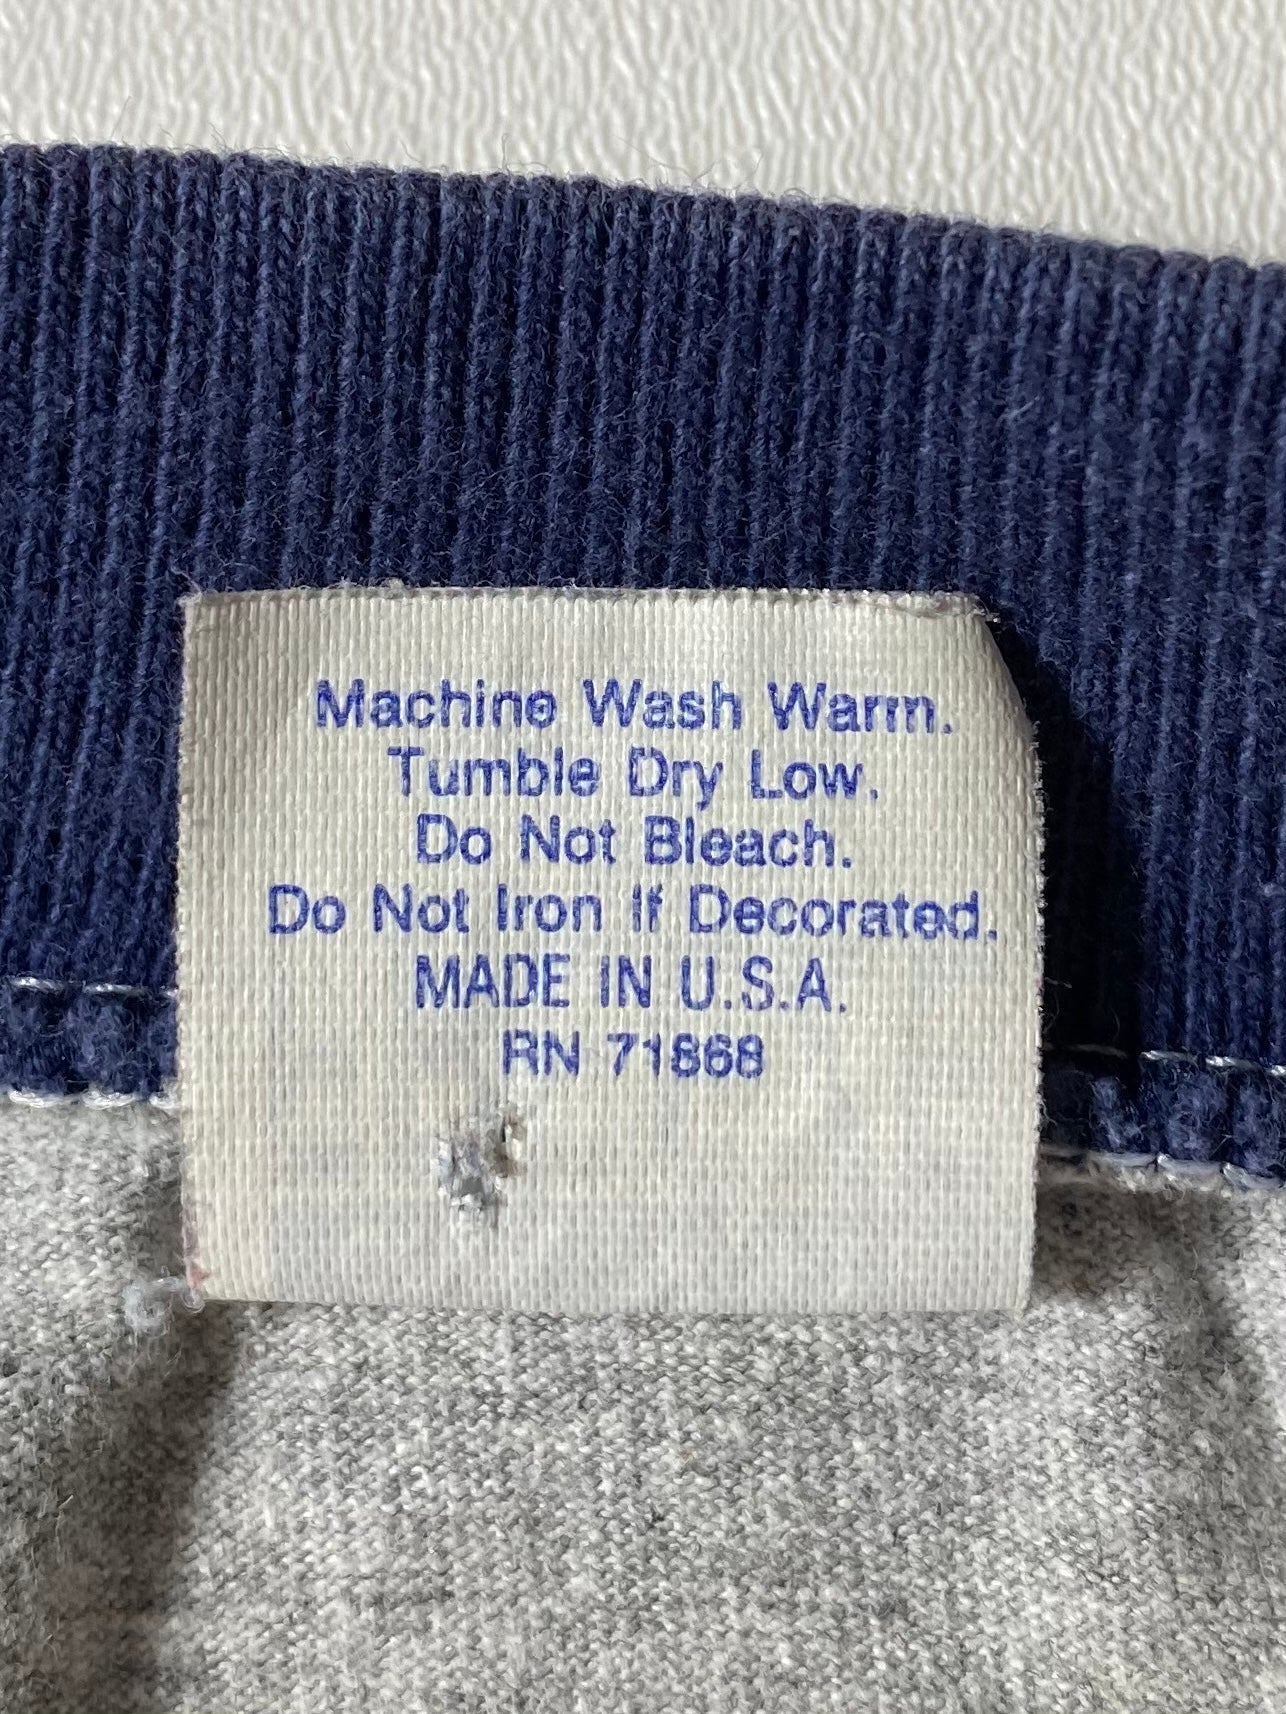 Machine Wash Warm.
Tumble Dry Low.
Do Not Bleach.
Do Not Iron If Decorated.
MADE IN U.S.A.
RN 71868